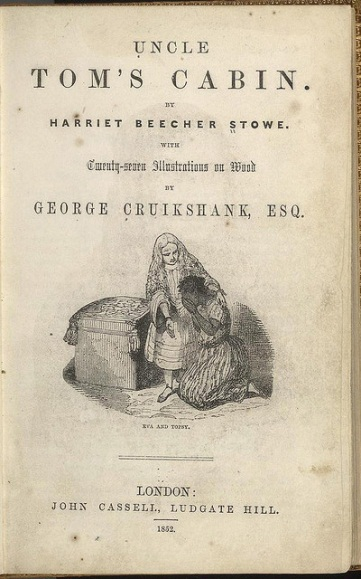 UNCLE
TOM'S CABIN.
BY
HARRIET BEECHER STOWE.
WITH
Twenty-seven Illustrations on Wood
BY
GEORGE CRUIKSHANK, ESQ.
EVA AND TOPSY.
LONDON:
JOHN CASSELL, LUDGATE HILL.
1852.